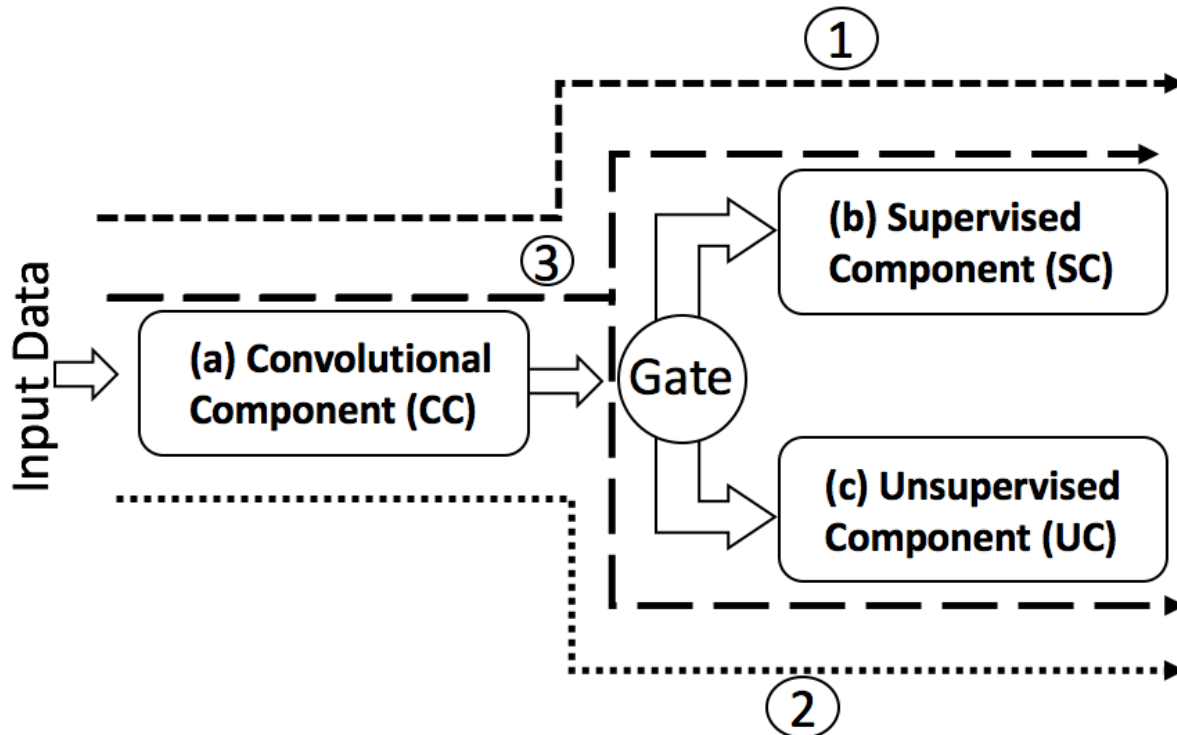 1
3
(b) Supervised
Component (SC)
Input Data
(a) Convolutional
Component (CC)
Gate
(c) Unsupervised
Component (UC)
2